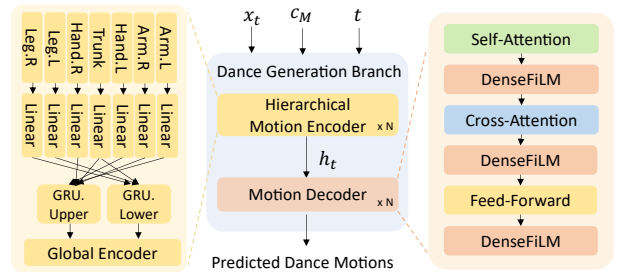 Leg.R
Leg.L
Hand.R
Trunk
Hand.L
Arm.R
Arm.L
Linear
Linear
Linear
Linear
Linear
Linear
Linear
GRU.
Upper
GRU.
Lower
Global Encoder
x_t
c_M
t
Dance Generation Branch
Hierarchical
Motion Encoder x N
h_t
Motion Decoder x N
Predicted Dance Motions
Self-Attention
DenseFiLM
Cross-Attention
DenseFiLM
Feed-Forward
DenseFiLM